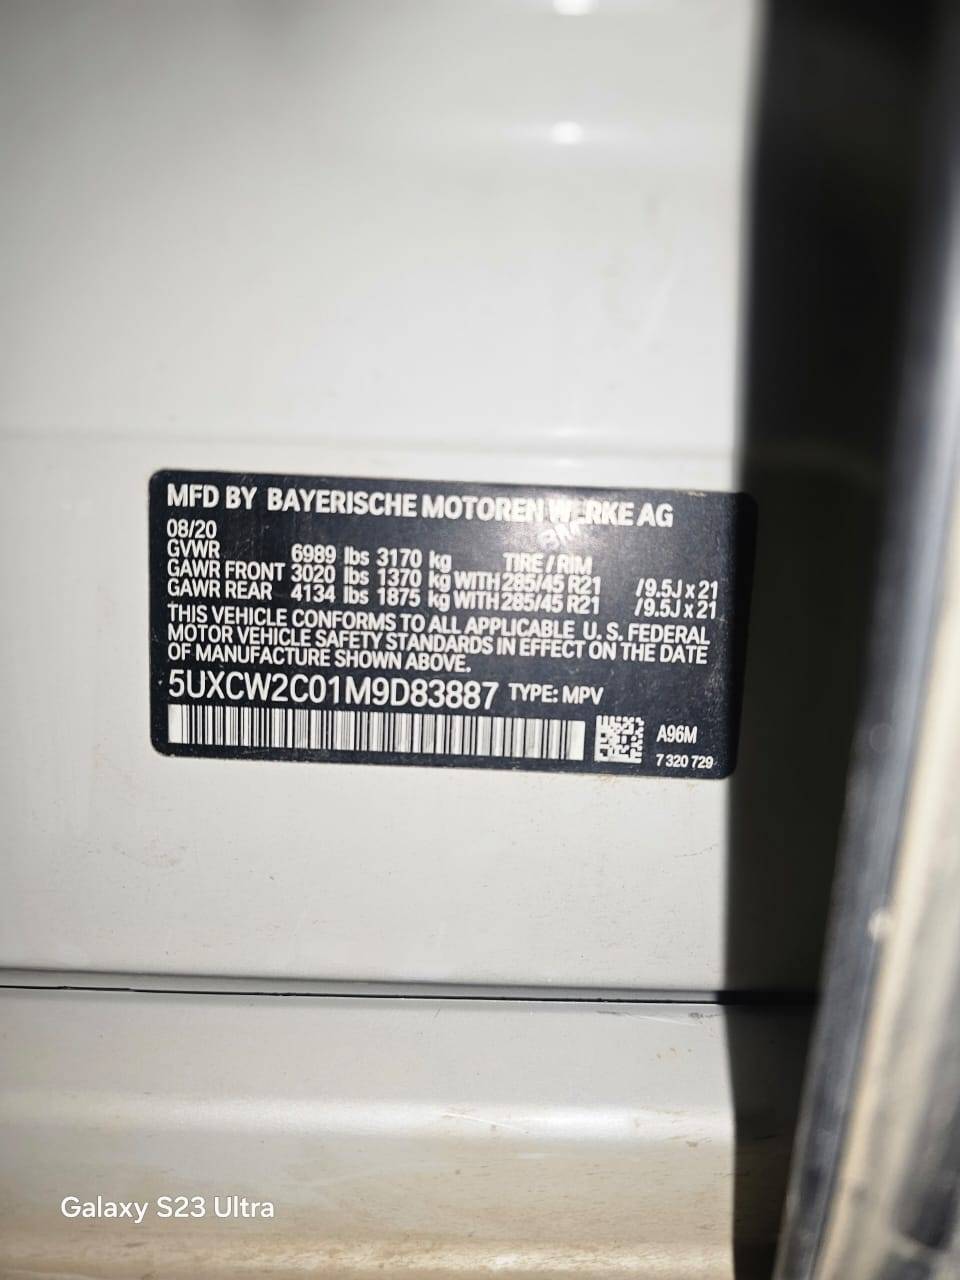 MFD BY BAYERISCHE MOTOREN WERKE AG
08/20
GVWR 6989 lbs 3170 kg TIRE / RIM
GAWR FRONT 3020 lbs 1370 kg WITH 285/45 R21 /9.5J x 21
GAWR REAR 4134 lbs 1875 kg WITH 285/45 R21 /9.5J x 21
THIS VEHICLE CONFORMS TO ALL APPLICABLE U. S. FEDERAL
MOTOR VEHICLE SAFETY STANDARDS IN EFFECT ON THE DATE
OF MANUFACTURE SHOWN ABOVE.
5UXCW2C01M9D83887 TYPE: MPV
A96M
7 320 729
Galaxy S23 Ultra